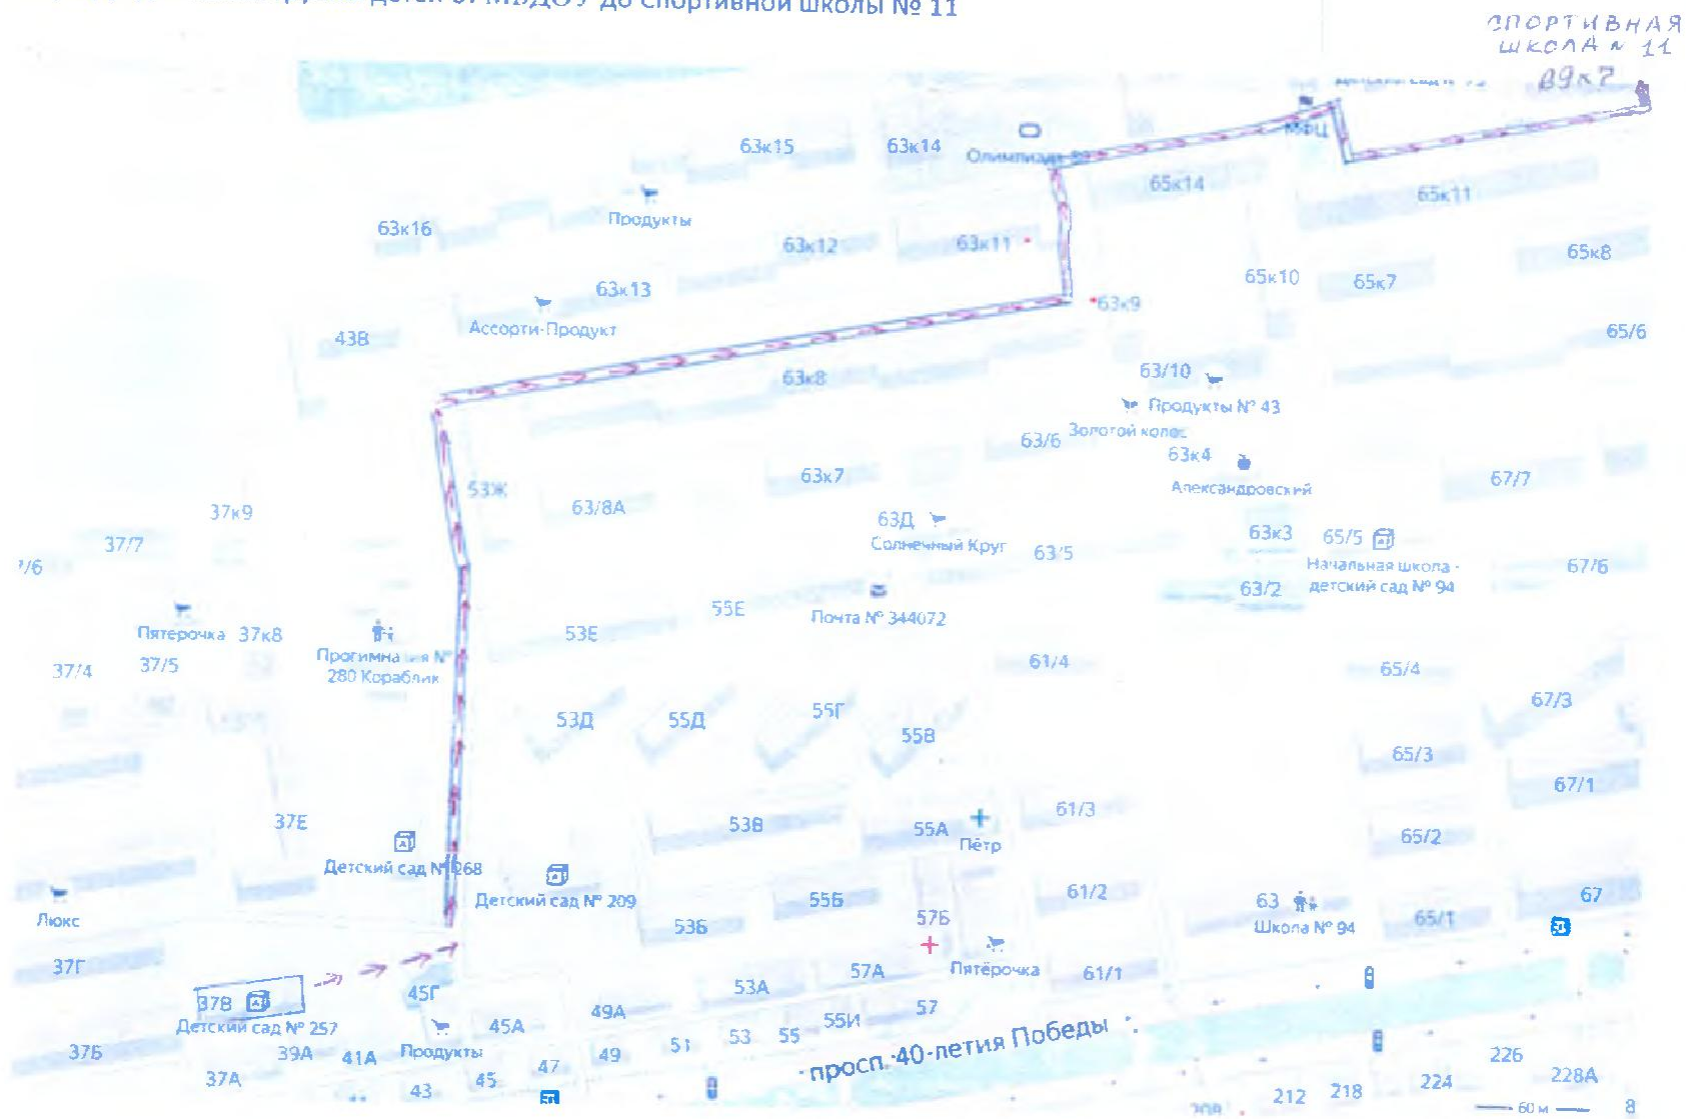 до Спортивной школы № 11
СПОРТИВНАЯ
ШКОЛА № 11
МФЦ
63к15
63к14
Олимпиада
65к14
65к11
Продукты
63к16
63к12
63к11
65к8
63к13
65к10
65к7
63к9
Ассорти-Продукт
43В
65/6
63к8
63/10
Продукты № 43
63/6
Золотой колос
63к4
63к7
Александровский
67/7
53Ж
63/8А
37к9
63Д
Солнечный Круг
63/5
63к3
65/5
37/7
Начальная школа -
детский сад № 94
67/6
63/2
55Е
Почта № 344072
Пятерочка
37к8
53Е
Прогимназия №
280 Кораблик
37/4
37/5
61/4
65/4
67/3
53Д
55Д
55Г
55В
65/3
67/1
37Е
53В
55А
61/3
Пётр
65/2
Детский сад № 268
Детский сад № 209
55Б
61/2
63
67
Люкс
53Б
57Б
Школа № 94
65/1
37Г
57А
Пятёрочка
61/1
37В
45Г
53А
Детский сад № 257
49А
57
45А
55И
37Б
39А
41А
Продукты
49
51
53
55
просп. 40-летия Победы
226
37А
43
45
47
212
218
224
228А
60 м